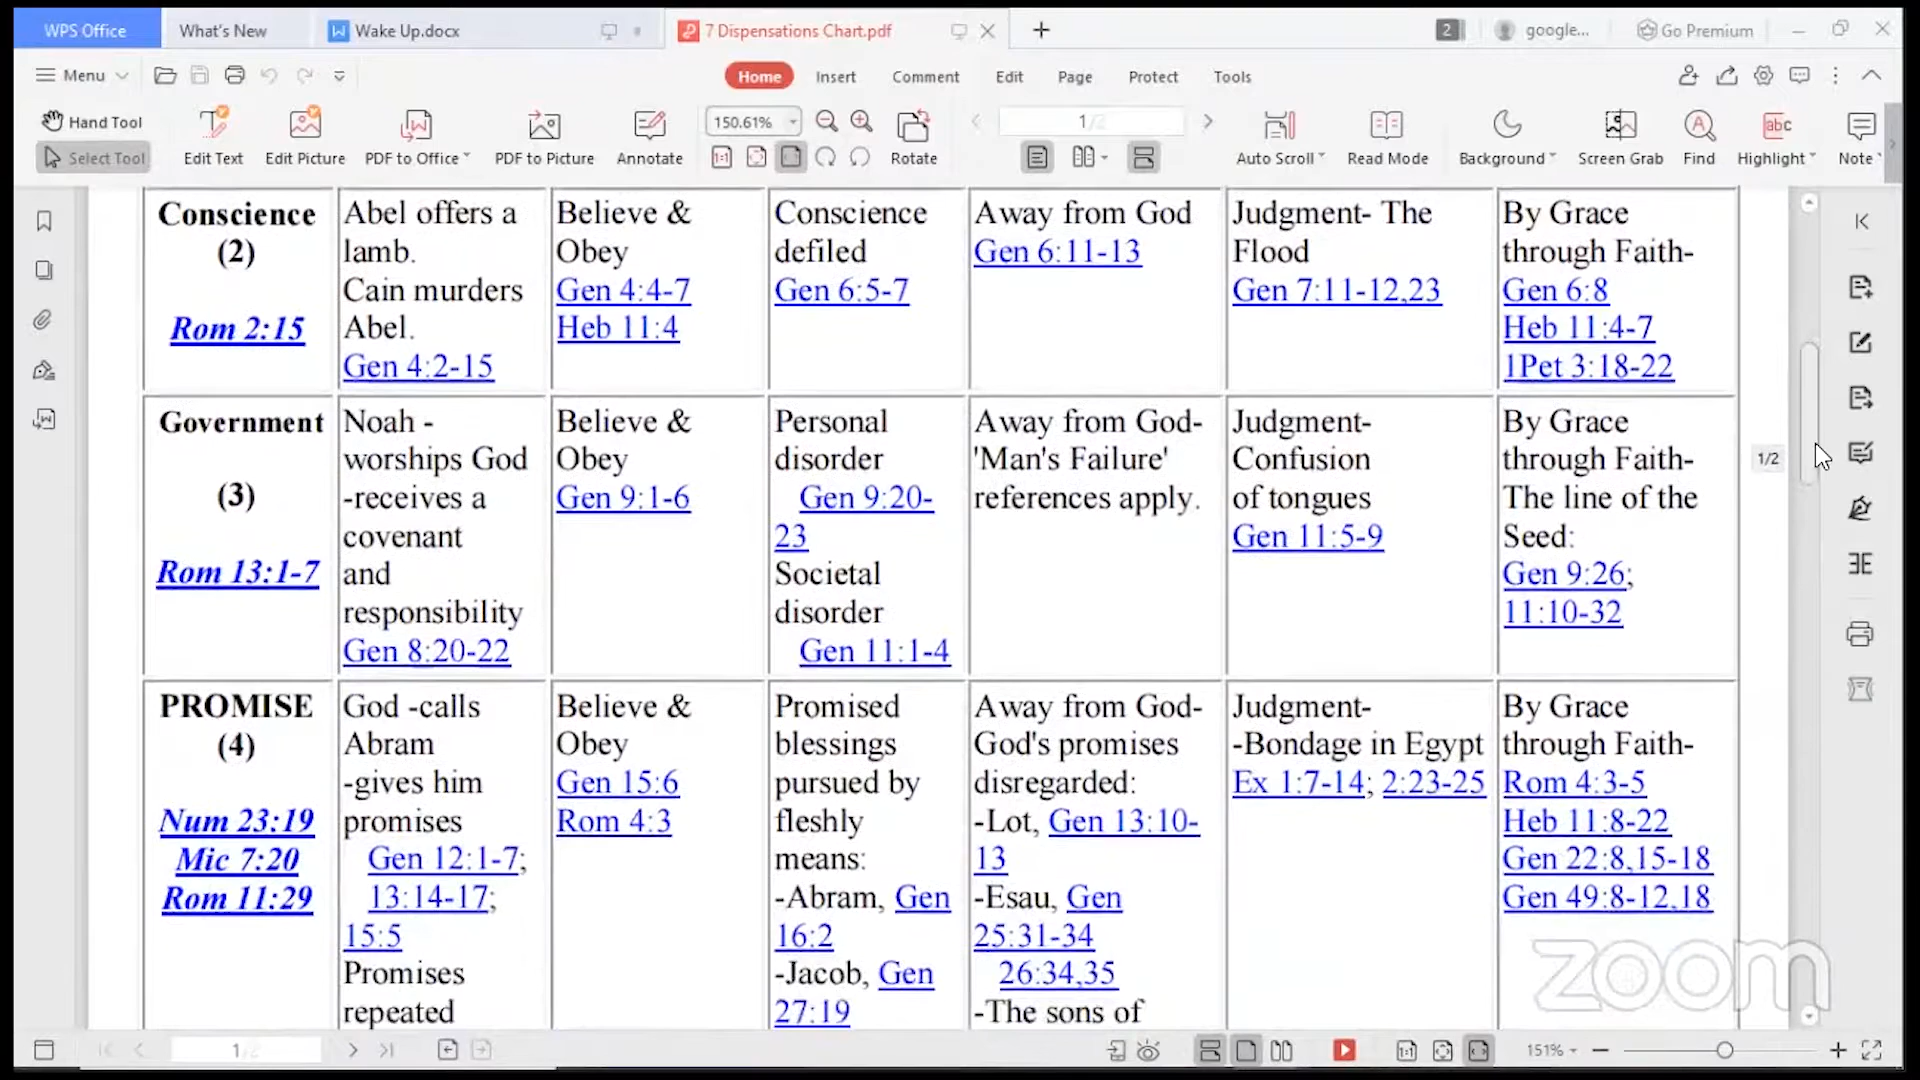 WPS Office
What's New
Wake Up.docx
7 Dispensations Chart.pdf
2
google...
Go Premium
Menu
Home
Insert
Comment
Edit
Page
Protect
Tools
Hand Tool
Select Tool
Edit Text
Edit Picture
PDF to Office
PDF to Picture
Annotate
150.61%
Rotate
1/2
Auto Scroll
Read Mode
Background
Screen Grab
Find
Highlight
Note
Conscience
(2)
Rom 2:15
Abel offers a
lamb.
Cain murders
Abel.
Gen 4:2-15
Believe &
Obey
Gen 4:4-7
Heb 11:4
Conscience
defiled
Gen 6:5-7
Away from God
Gen 6:11-13
Judgment- The
Flood
Gen 7:11-12,23
By Grace
through Faith-
Gen 6:8
Heb 11:4-7
1Pet 3:18-22
Government
(3)
Rom 13:1-7
Noah -
worships God
-receives a
covenant
and
responsibility
Gen 8:20-22
Believe &
Obey
Gen 9:1-6
Personal
disorder
Gen 9:20-
23
Societal
disorder
Gen 11:1-4
Away from God-
'Man's Failure'
references apply.
Judgment-
Confusion
of tongues
Gen 11:5-9
By Grace
through Faith-
The line of the
Seed:
Gen 9:26;
11:10-32
1/2
PROMISE
(4)
Num 23:19
Mic 7:20
Rom 11:29
God -calls
Abram
-gives him
promises
Gen 12:1-7;
13:14-17;
15:5
Promises
repeated
Believe &
Obey
Gen 15:6
Rom 4:3
Promised
blessings
pursued by
fleshly
means:
-Abram, Gen
16:2
-Jacob, Gen
27:19
Away from God-
God's promises
disregarded:
-Lot, Gen 13:10-
13
-Esau, Gen
25:31-34
26:34,35
-The sons of
Judgment-
-Bondage in Egypt
Ex 1:7-14; 2:23-25
By Grace
through Faith-
Rom 4:3-5
Heb 11:8-22
Gen 22:8,15-18
Gen 49:8-12,18
zoom
1/2
151%